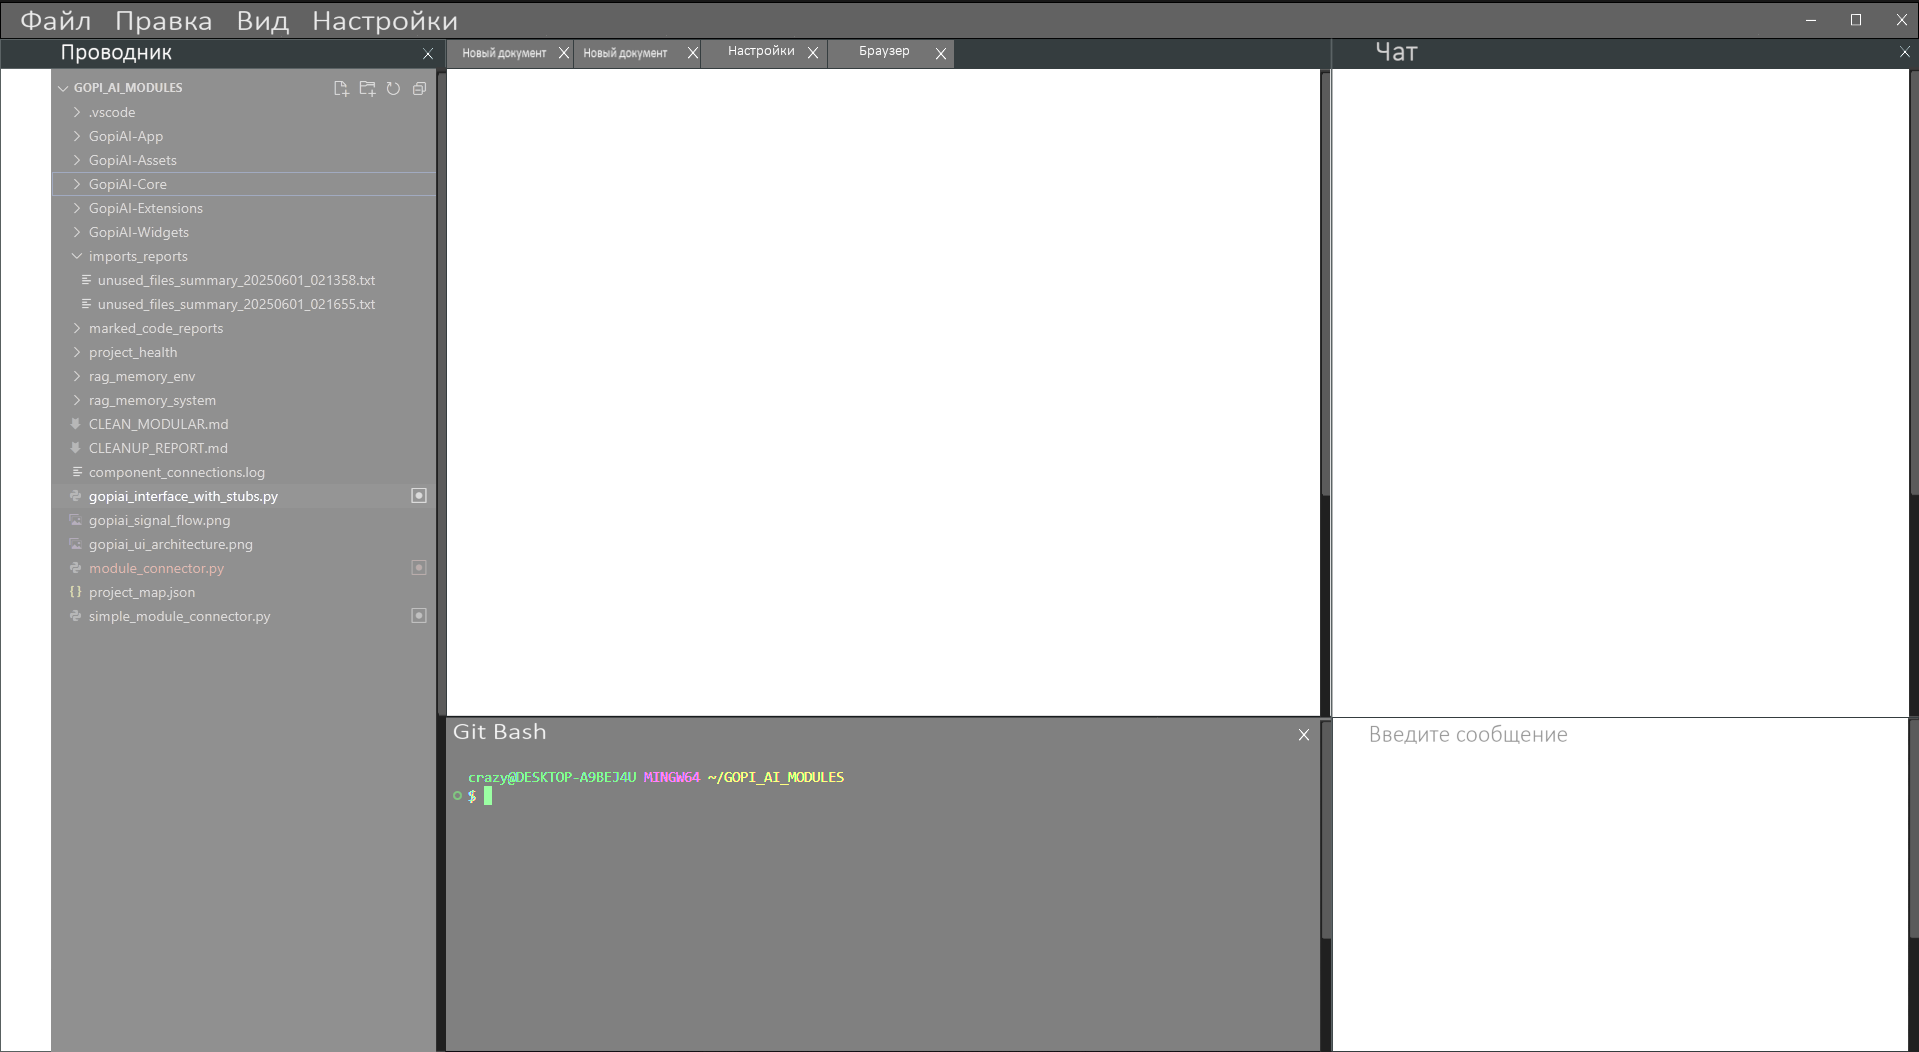 Файл Правка Вид Настройки
Проводник
Новый документ Новый документ Настройки Браузер
Чат
GOPI_AI_MODULES
.vscode
GopiAI-App
GopiAI-Assets
GopiAI-Core
GopiAI-Extensions
GopiAI-Widgets
imports_reports
unused_files_summary_20250601_021358.txt
unused_files_summary_20250601_021655.txt
marked_code_reports
project_health
rag_memory_env
rag_memory_system
CLEAN_MODULAR.md
CLEANUP_REPORT.md
component_connections.log
gopiai_interface_with_stubs.py
gopiai_signal_flow.png
gopiai_ui_architecture.png
module_connector.py
{} project_map.json
simple_module_connector.py
Git Bash
crazy@DESKTOP-A9BEJ4U MINGW64 ~/GOPI_AI_MODULES
$
Введите сообщение